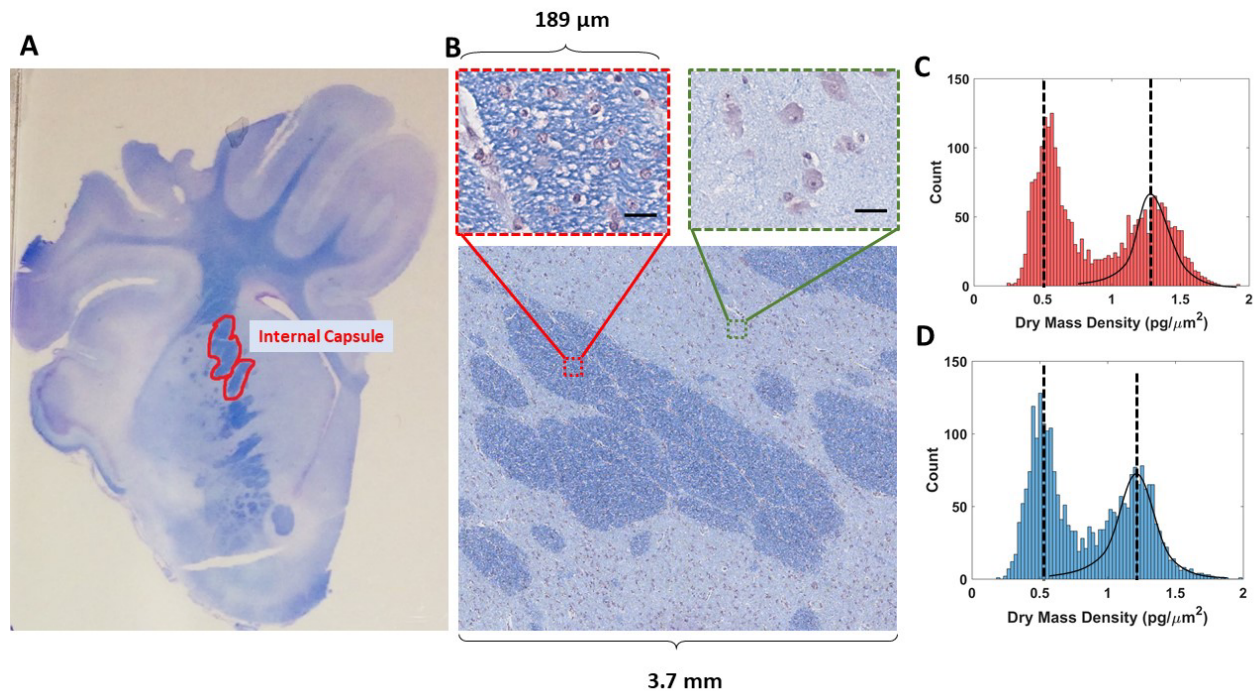 A
Internal Capsule
B
189 µm
3.7 mm
C
150
100
50
0
Count
0 0.5 1 1.5 2
Dry Mass Density (pg/µm²)
D
150
100
50
0
Count
0 0.5 1 1.5 2
Dry Mass Density (pg/µm²)